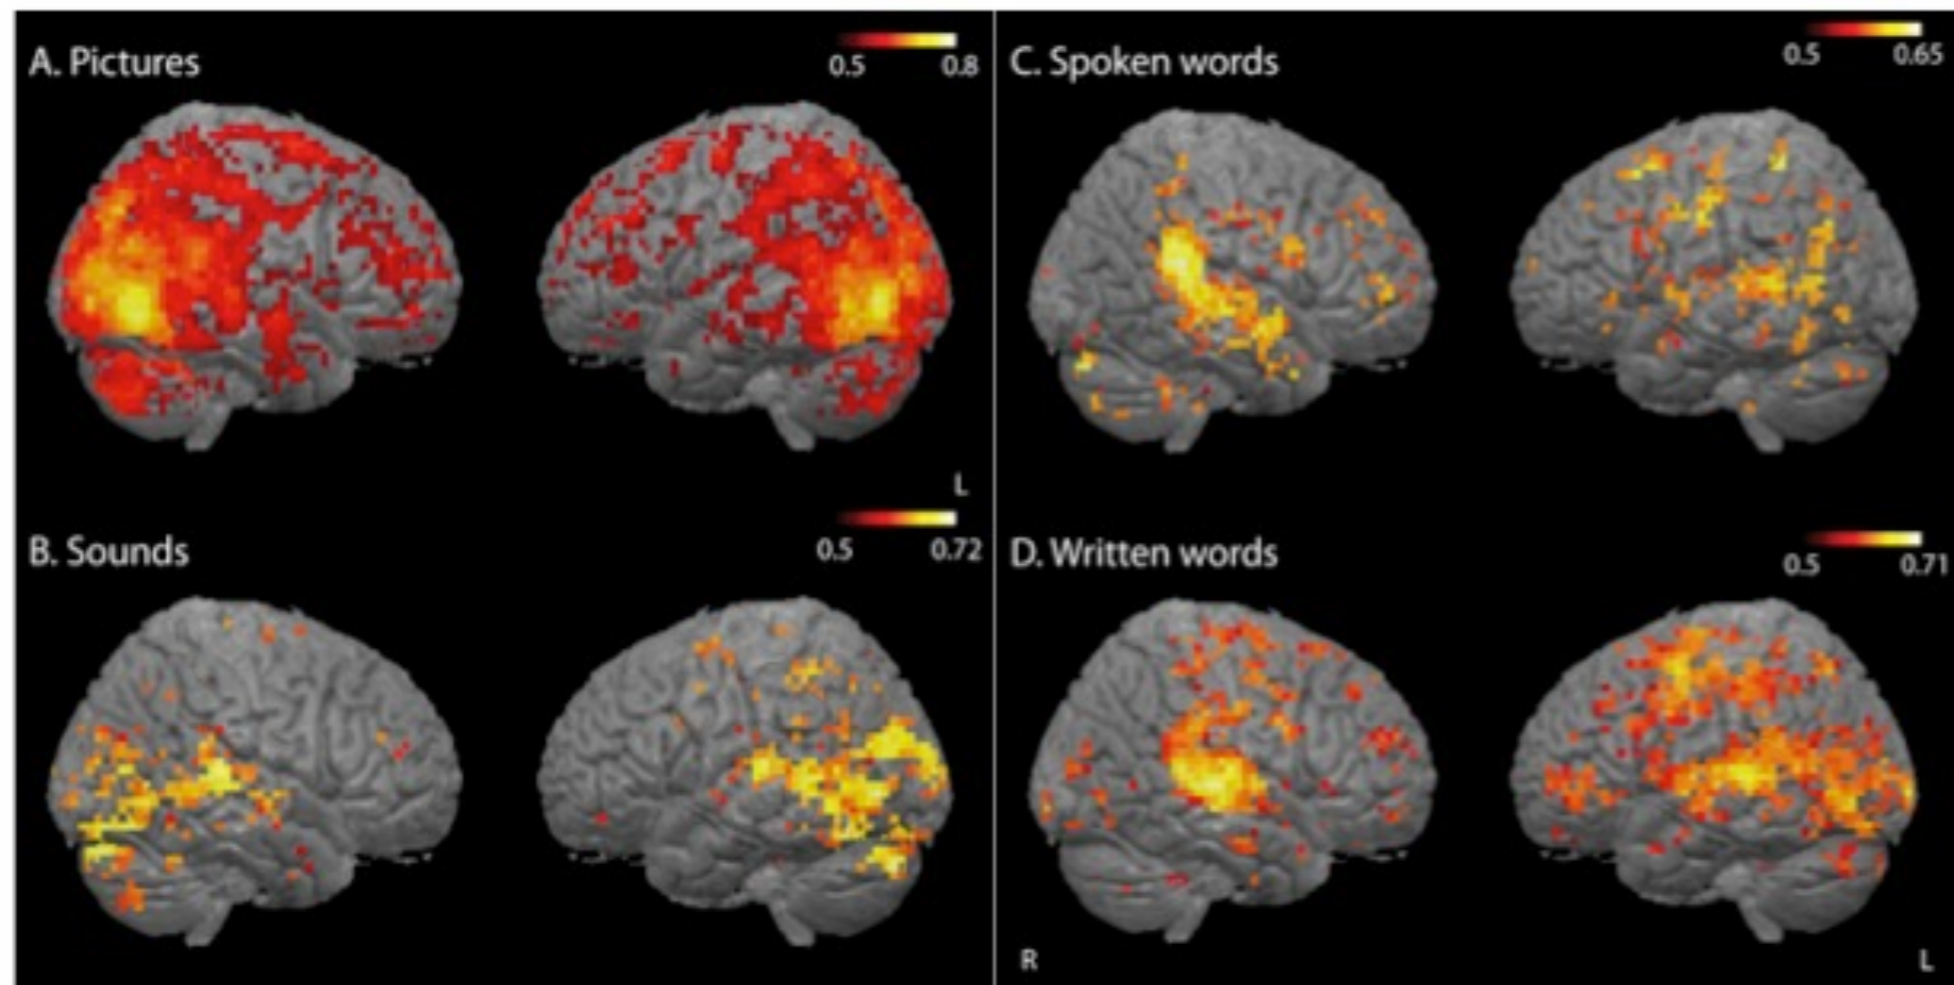 A. Pictures
0.5 0.8
L
B. Sounds
0.5 0.72
C. Spoken words
0.5 0.65
D. Written words
0.5 0.71
R L